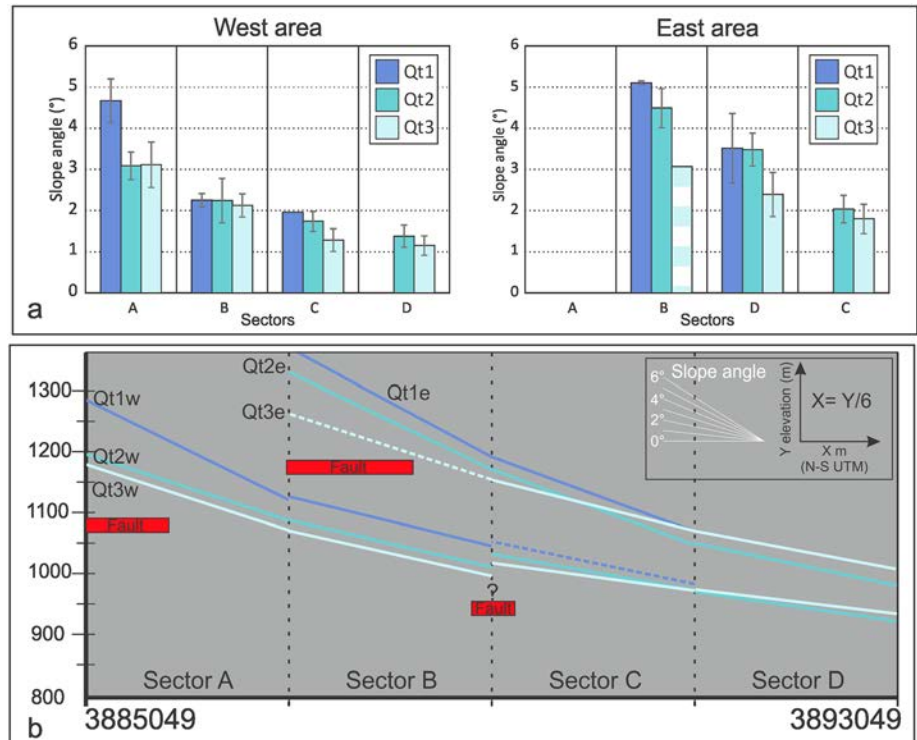 West area
East area
Slope angle (°)
6
5
4
3
2
1
0
Qt1
Qt2
Qt3
A
B
C
D
Sectors
a
Slope angle (°)
6
5
4
3
2
1
0
Qt1
Qt2
Qt3
A
B
D
C
Sectors
1300
1200
1100
1000
900
800
Qt1w
Qt2w
Qt3w
Fault
Qt2e
Qt1e
Qt3e
Fault
?
Fault
Slope angle
6°
4°
2°
0°
Y elevation (m)
X= Y/6
X m
(N-S UTM)
Sector A
Sector B
Sector C
Sector D
b
3885049
3893049